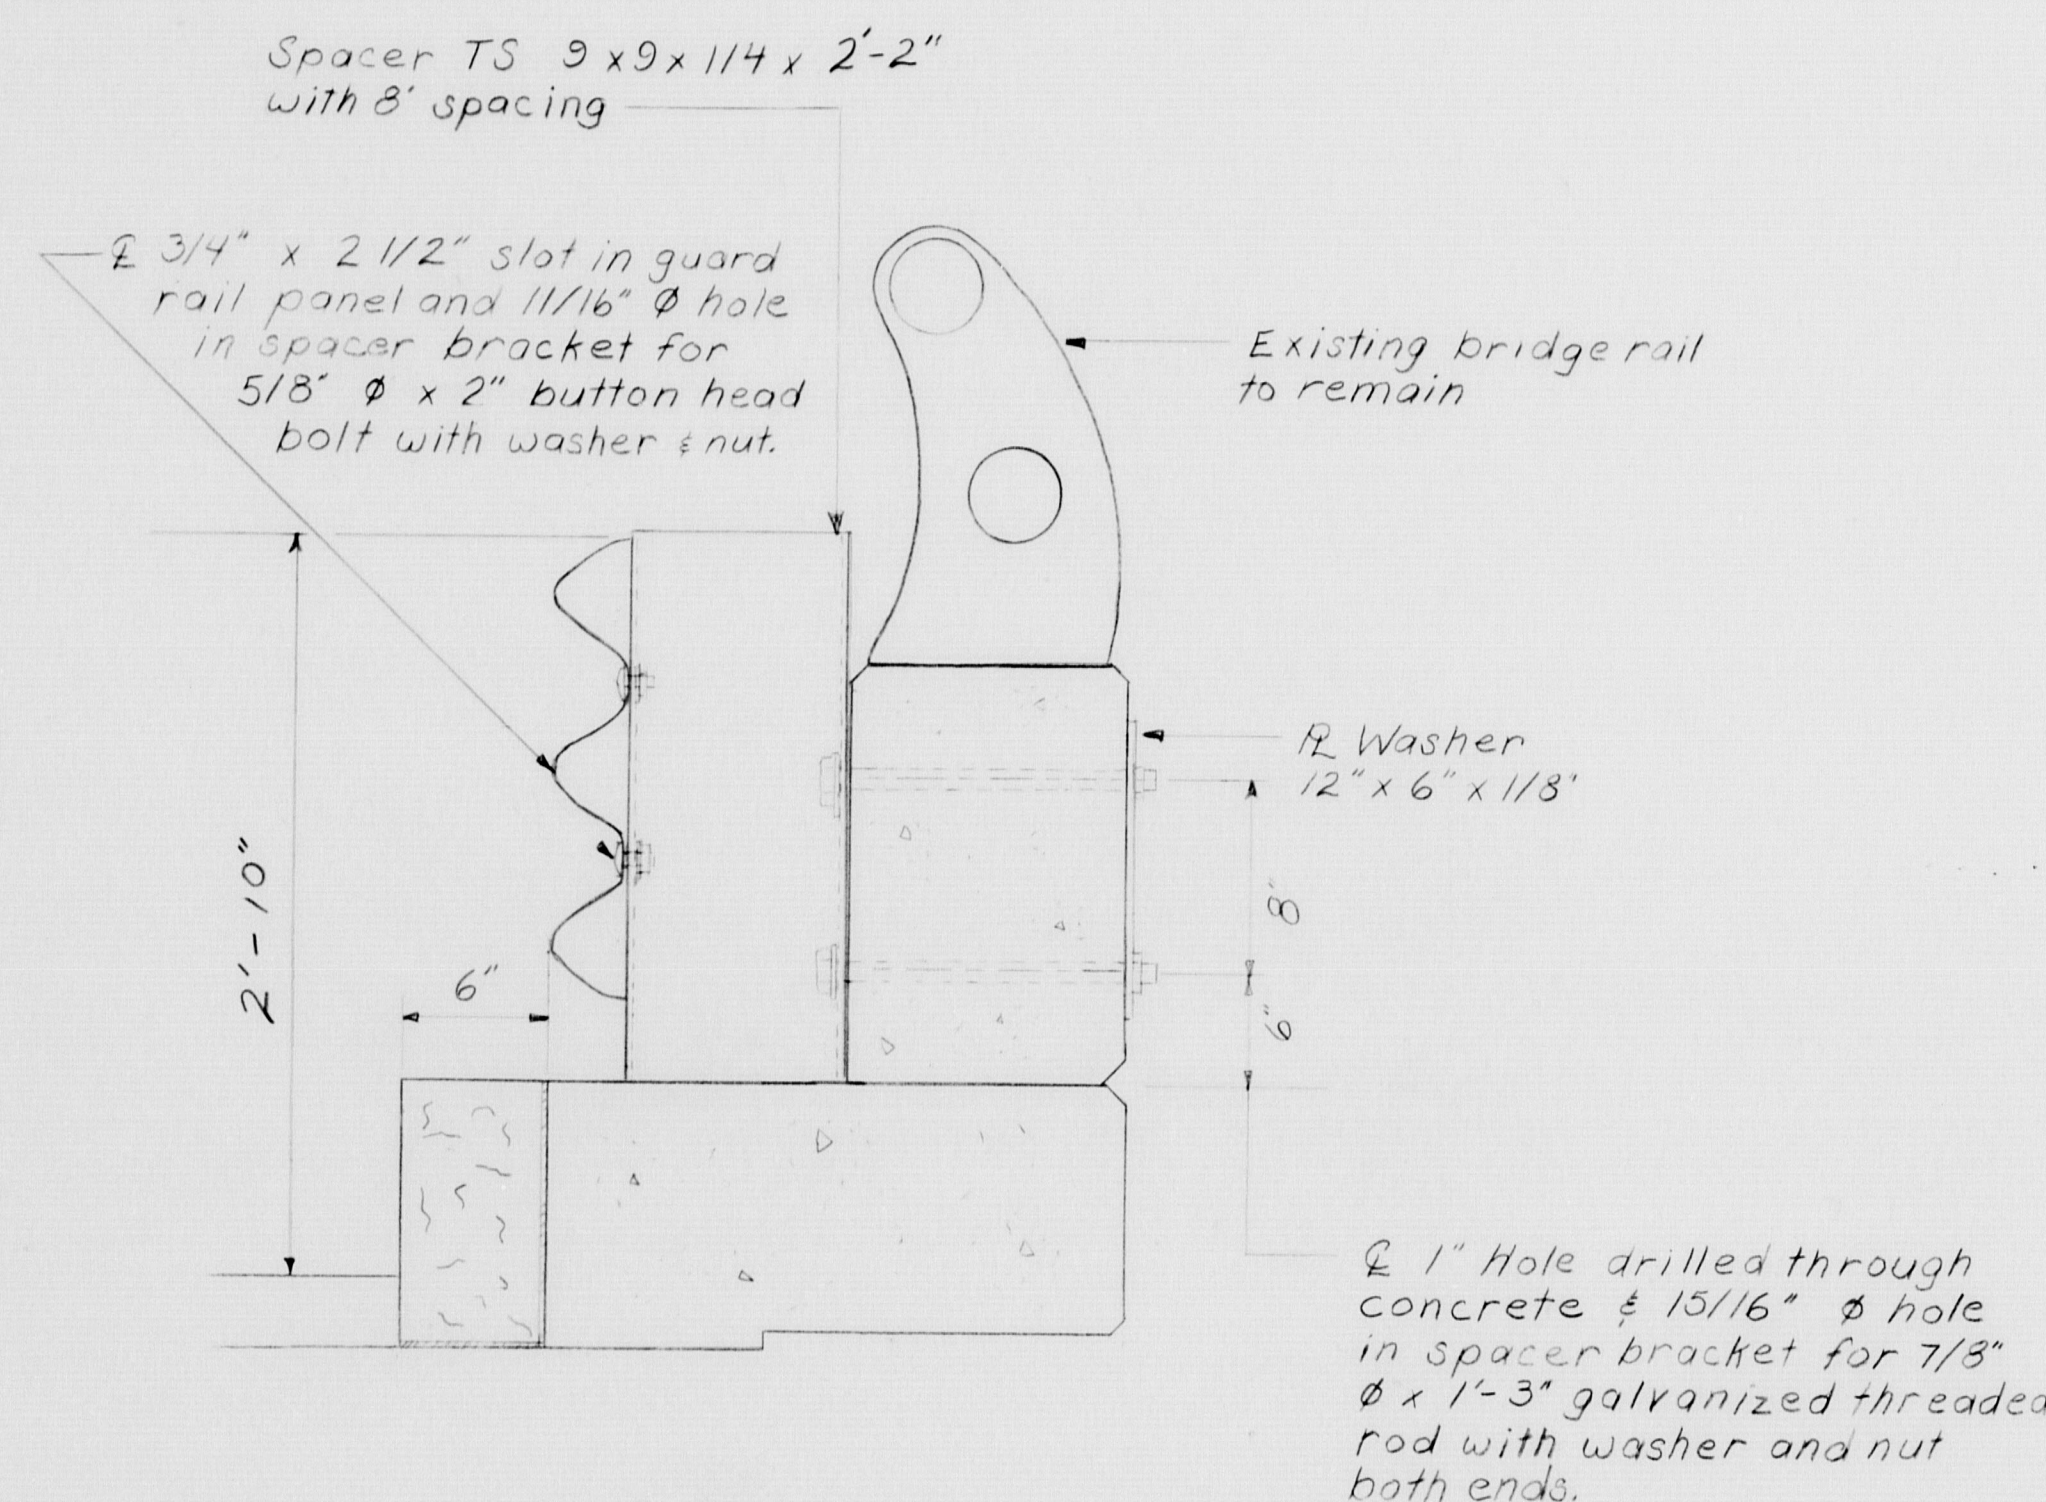 Spacer TS 9 x 9 x 1/4 x 2'-2"
with 8' spacing
℄ 3/4" x 2 1/2" slot in guard
rail panel and 11/16" ϕ hole
in spacer bracket for
5/8" ϕ x 2" button head
bolt with washer & nut.
Existing bridge rail
to remain
℄ Washer
12" x 6" x 1/8"
2'-10"
6"
8"
6"
℄ 1" Hole drilled through
concrete & 15/16" ϕ hole
in spacer bracket for 7/8"
ϕ x 1'-3" galvanized threaded
rod with washer and nut
both ends.